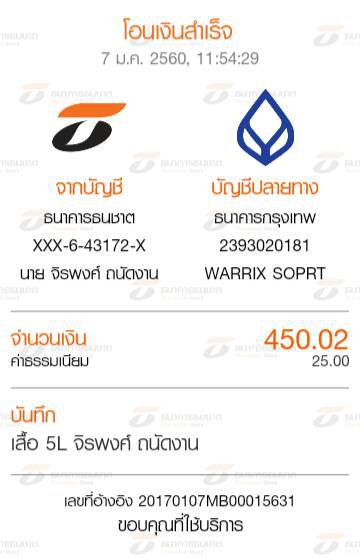 โอนเงินสำเร็จ
7 ม.ค. 2560, 11:54:29
จากบัญชี
ธนาคารธนชาต
XXX-6-43172-X
นาย จิรพงศ์ ถนัดงาน
บัญชีปลายทาง
ธนาคารกรุงเทพ
2393020181
WARRIX SOPRT
จำนวนเงิน 450.02
ค่าธรรมเนียม 25.00
บันทึก
เสื้อ 5L จิรพงศ์ ถนัดงาน
เลขที่อ้างอิง 20170107MB00015631
ขอบคุณที่ใช้บริการ